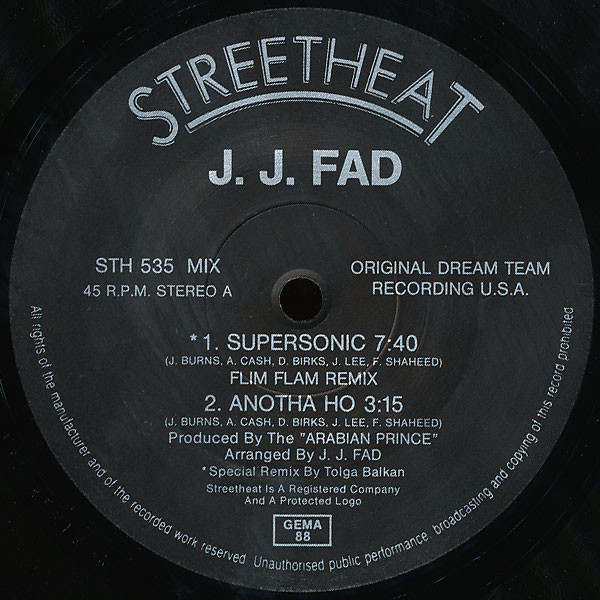 STREETHEAT
J. J. FAD
STH 535 MIX
45 R.P.M. STEREO A
ORIGINAL DREAM TEAM
RECORDING U.S.A.
*1. SUPERSONIC 7:40
(J. BURNS, A. CASH, D. BIRKS, J. LEE, F. SHAHEED)
FLIM FLAM REMIX
2. ANOTHA HO 3:15
(J. BURNS, A. CASH, D. BIRKS, J. LEE, F. SHAHEED)
Produced By The "ARABIAN PRINCE"
Arranged By J. J. FAD
*Special Remix By Tolga Balkan
Streetheat Is A Registered Company
And A Protected Logo
GEMA
88
All rights of the manufacturer and of the recorded work reserved Unauthorised public performance broadcasting and copying of this record prohibited